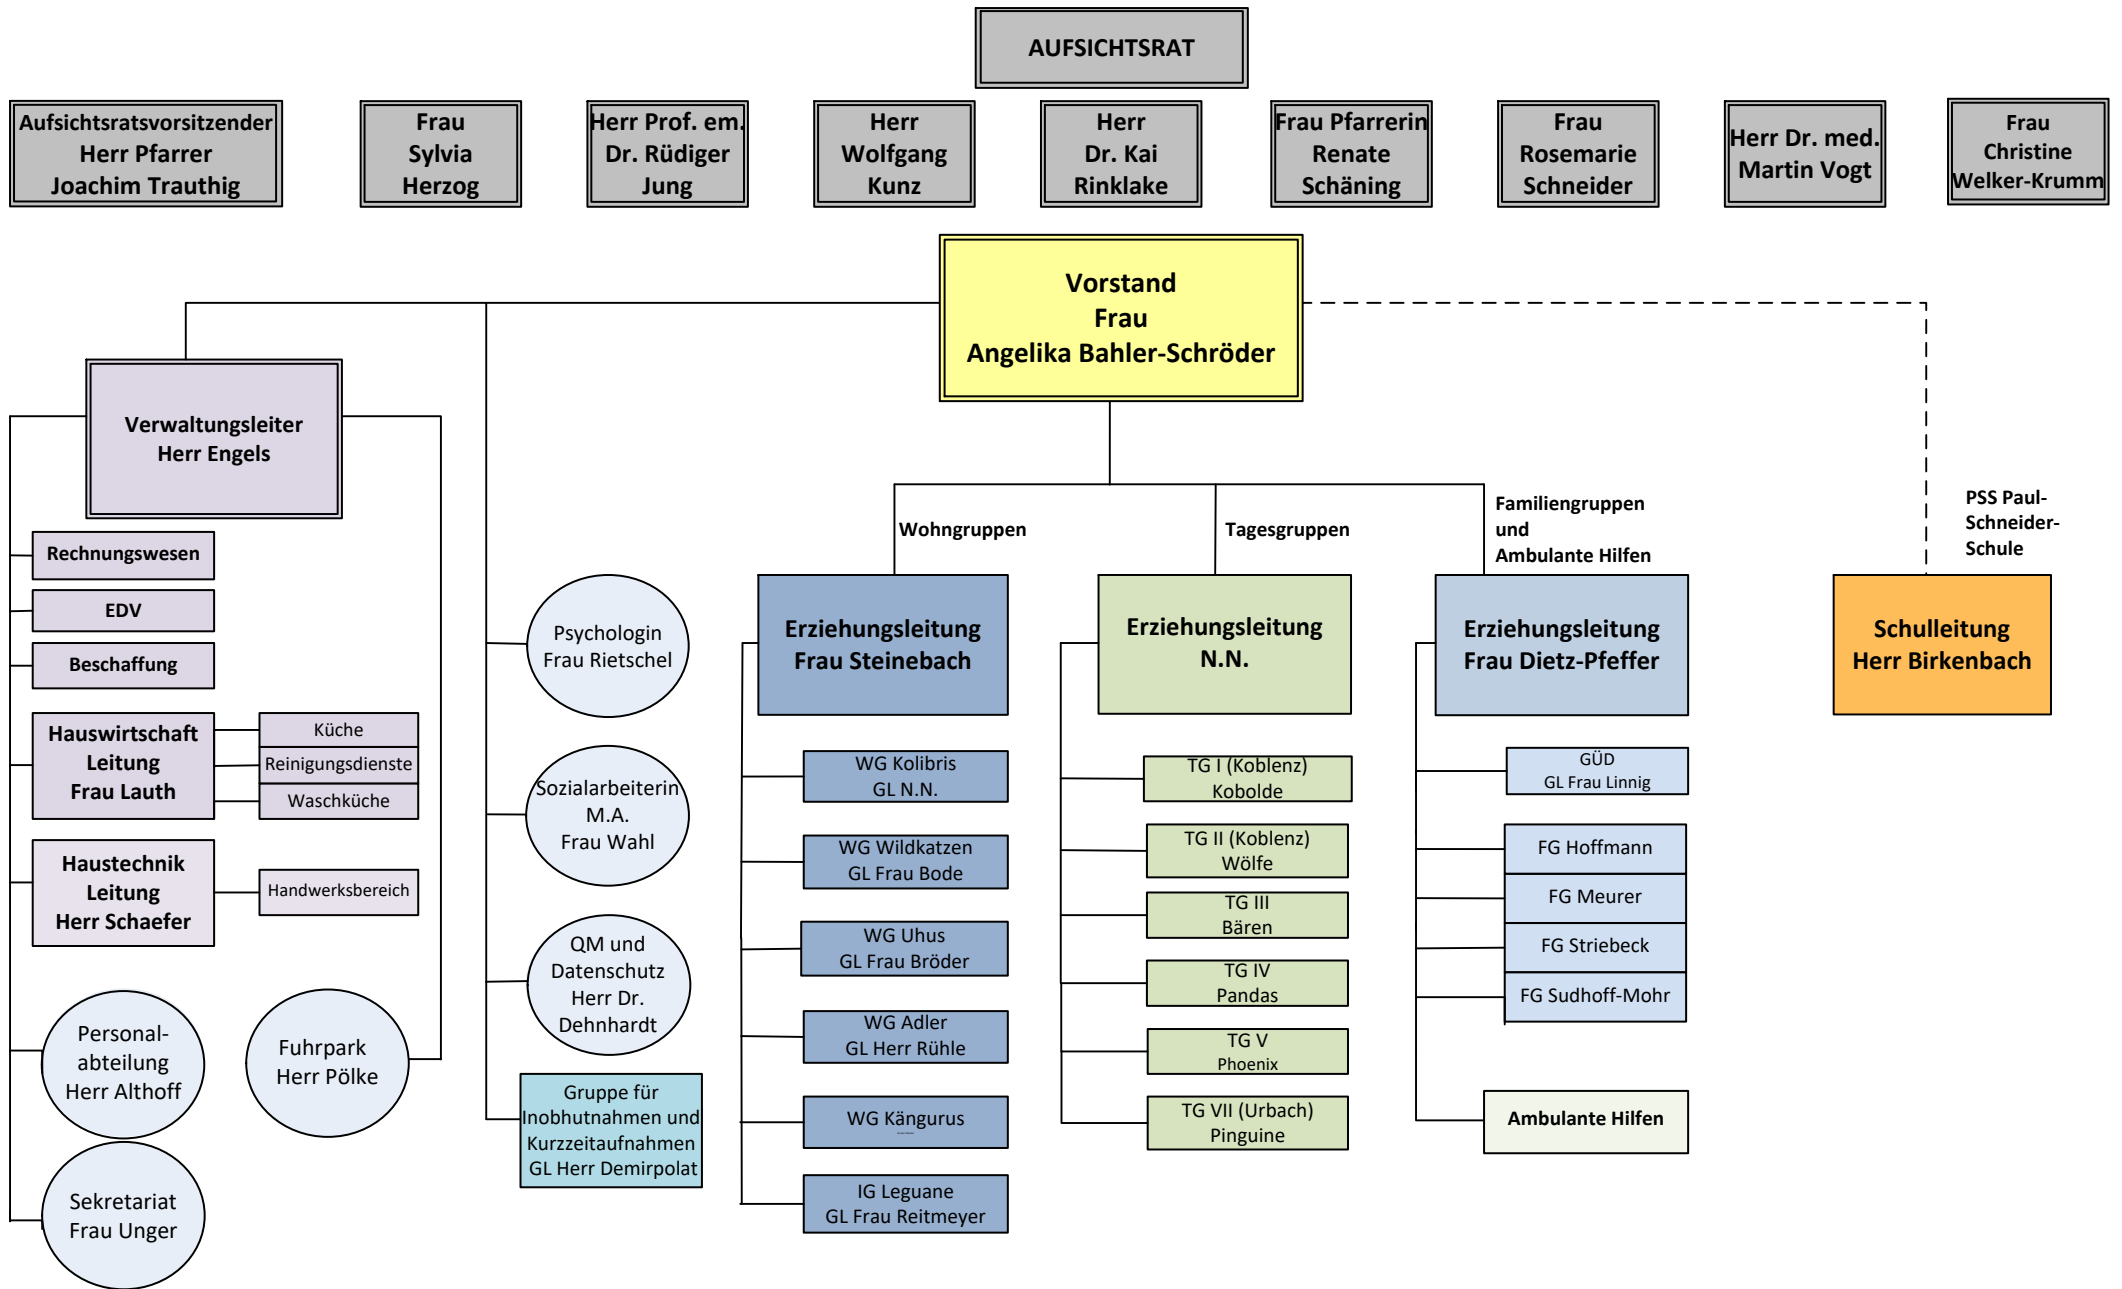 AUFSICHTSRAT
Aufsichtsratsvorsitzender
Herr Pfarrer
Joachim Trauthig
Frau
Sylvia
Herzog
Herr Prof. em.
Dr. Rüdiger
Jung
Herr
Wolfgang
Kunz
Herr
Dr. Kai
Rinklake
Frau Pfarrerin
Renate
Schäning
Frau
Rosemarie
Schneider
Herr Dr. med.
Martin Vogt
Frau
Christine
Welker-Krumm
Vorstand
Frau
Angelika Bahler-Schröder
Verwaltungsleiter
Herr Engels
Rechnungswesen
EDV
Beschaffung
Hauswirtschaft
Leitung
Frau Lauth
Küche
Reinigungsdienste
Waschküche
Haustechnik
Leitung
Herr Schaefer
Handwerksbereich
Personal-
abteilung
Herr Althoff
Fuhrpark
Herr Pölke
Sekretariat
Frau Unger
Psychologin
Frau Rietschel
Sozialarbeiterin
M.A.
Frau Wahl
QM und
Datenschutz
Herr Dr.
Dehnhardt
Gruppe für
Inobhutnahmen und
Kurzzeitaufnahmen
GL Herr Demirpolat
Wohngruppen
Erziehungsleitung
Frau Steinebach
WG Kolibris
GL N.N.
WG Wildkatzen
GL Frau Bode
WG Uhus
GL Frau Bröder
WG Adler
GL Herr Rühle
WG Kängurus
IG Leguane
GL Frau Reitmeyer
Tagesgruppen
Erziehungsleitung
N.N.
TG I (Koblenz)
Kobolde
TG II (Koblenz)
Wölfe
TG III
Bären
TG IV
Pandas
TG V
Phoenix
TG VII (Urbach)
Pinguine
Familiengruppen
und
Ambulante Hilfen
Erziehungsleitung
Frau Dietz-Pfeffer
GÜD
GL Frau Linnig
FG Hoffmann
FG Meurer
FG Striebeck
FG Sudhoff-Mohr
Ambulante Hilfen
PSS Paul-
Schneider-
Schule
Schulleitung
Herr Birkenbach